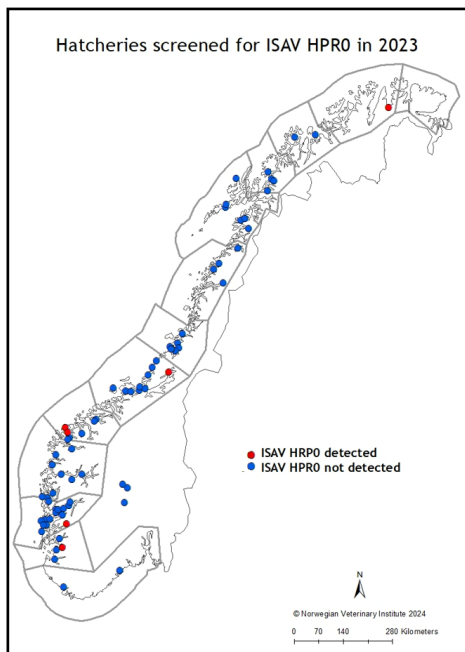 Hatcheries screened for ISAV HPR0 in 2023
ISAV HRP0 detected
ISAV HPR0 not detected
N
© Norwegian Veterinary Institute 2024
0 70 140 280 Kilometers